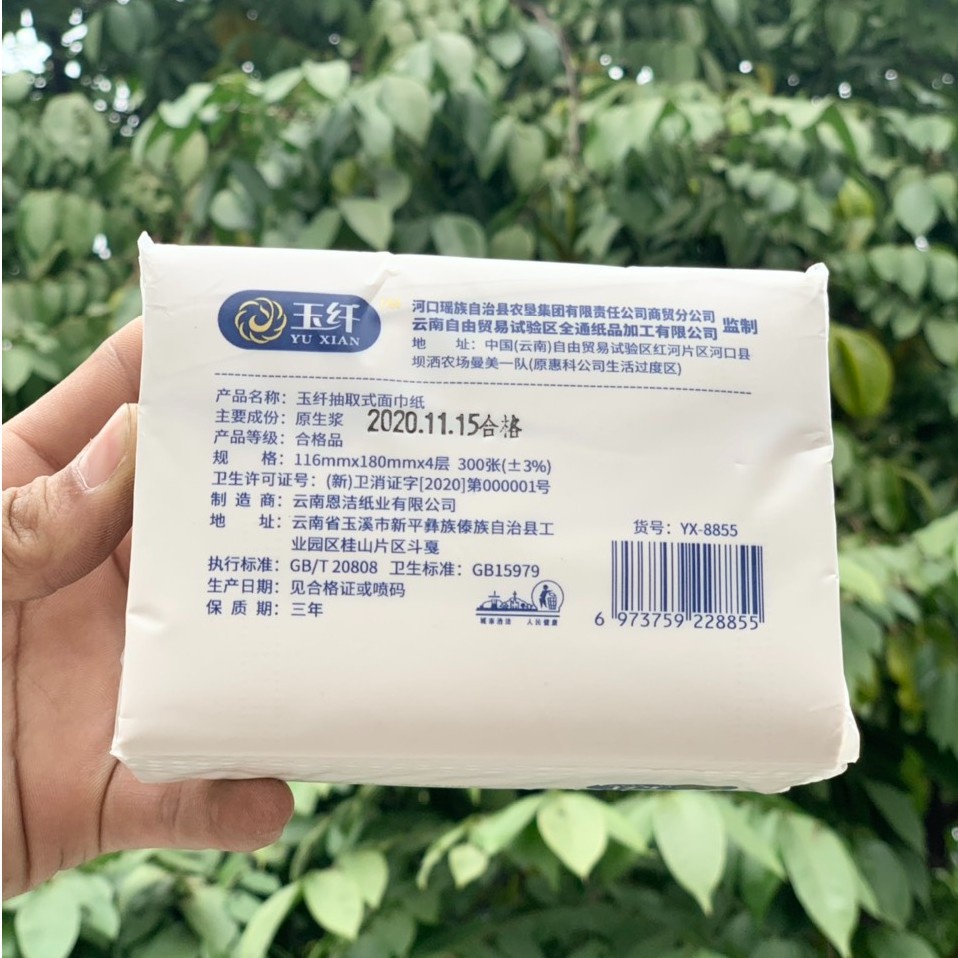 玉纤
YU XIAN
河口瑶族自治县农垦集团有限责任公司商贸分公司
云南自由贸易试验区全通纸品加工有限公司 监制
地 址：中国(云南)自由贸易试验区红河片区河口县
坝洒农场曼美一队(原惠科公司生活过度区)
产品名称：玉纤抽取式面巾纸
主要成份：原生浆
2020.11.15合格
产品等级：合格品
规 格：116mmx180mmx4层 300张(±3%)
卫生许可证号：(新)卫消证字[2020]第000001号
制 造 商：云南恩洁纸业有限公司
地 址：云南省玉溪市新平彝族傣族自治县工
业园区桂山片区斗戛
执行标准：GB/T 20808 卫生标准：GB15979
生产日期：见合格证或喷码
保 质 期：三年
货号：YX-8855
6 973759 228855